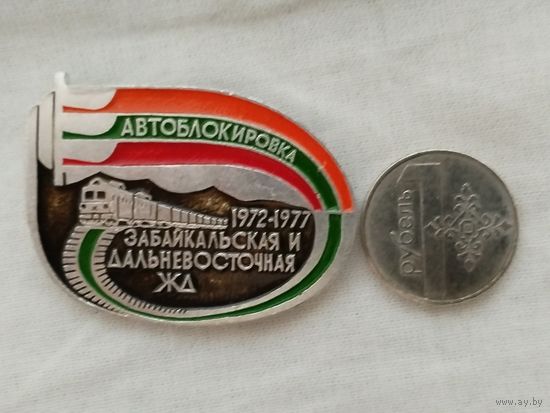 АВТОБЛОКИРОВКА
1972-1977
ЗАБАЙКАЛЬСКАЯ И
ДАЛЬНЕВОСТОЧНАЯ
ЖД
1 рубель
www.ay.by